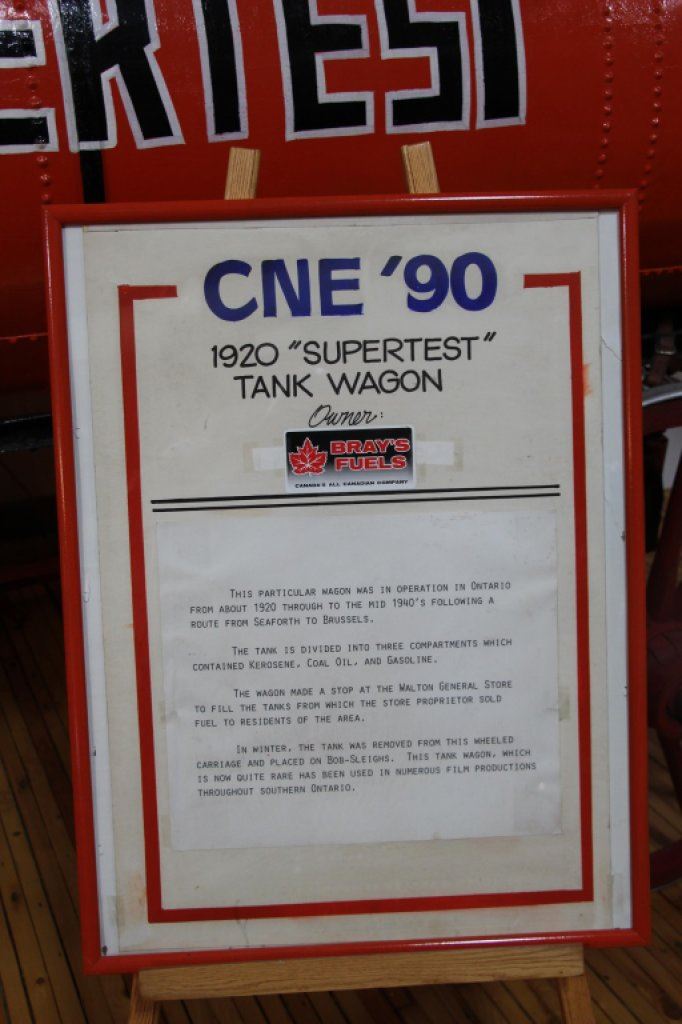 ERTEST
CNE '90
1920 "SUPERTEST"
TANK WAGON
Owner:
BRAY'S
FUELS
CANADA'S ALL CANADIAN COMPANY
THIS PARTICULAR WAGON WAS IN OPERATION IN ONTARIO
FROM ABOUT 1920 THROUGH TO THE MID 1940'S FOLLOWING A
ROUTE FROM SEAFORTH TO BRUSSELS.
THE TANK IS DIVIDED INTO THREE COMPARTMENTS WHICH
CONTAINED KEROSENE, COAL OIL, AND GASOLINE.
THE WAGON MADE A STOP AT THE WALTON GENERAL STORE
TO FILL THE TANKS FROM WHICH THE STORE PROPRIETOR SOLD
FUEL TO RESIDENTS OF THE AREA.
IN WINTER, THE TANK WAS REMOVED FROM THIS WHEELED
CARRIAGE AND PLACED ON BOB-SLEIGHS. THIS TANK WAGON, WHICH
IS NOW QUITE RARE HAS BEEN USED IN NUMEROUS FILM PRODUCTIONS
THROUGHOUT SOUTHERN ONTARIO.